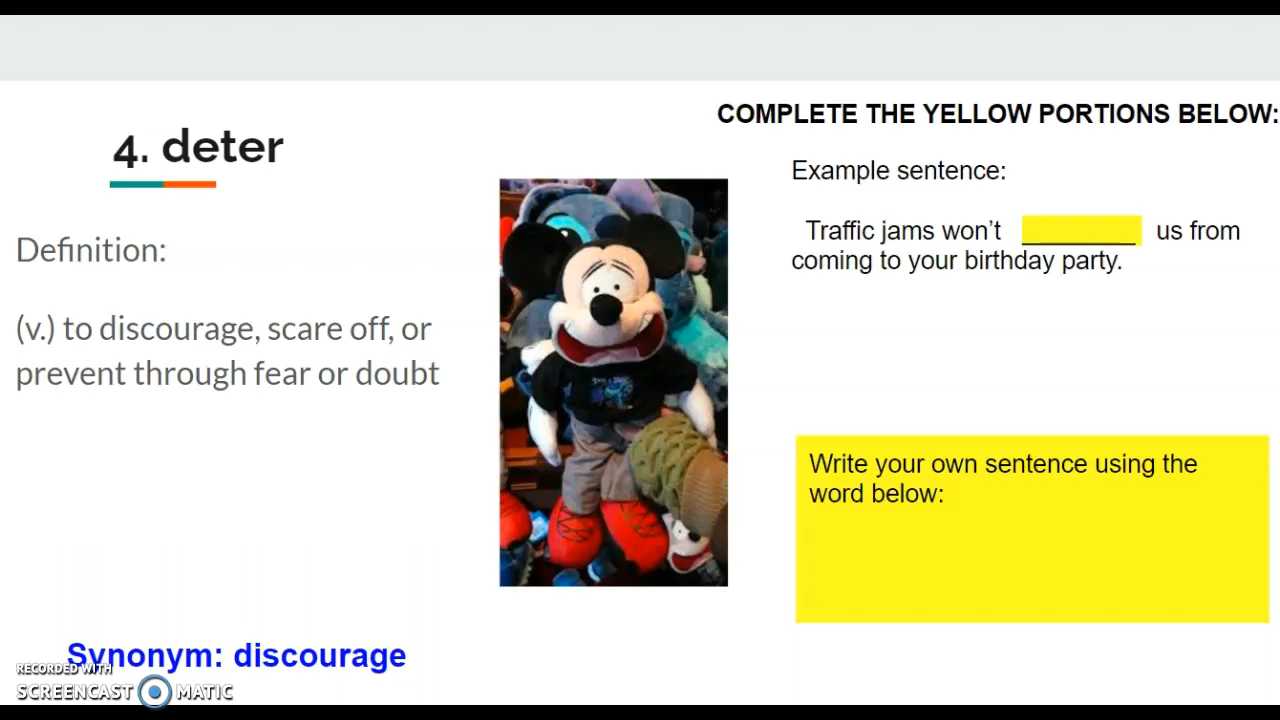 4. deter
Definition:
(v.) to discourage, scare off, or
prevent through fear or doubt
Synonym: discourage
COMPLETE THE YELLOW PORTIONS BELOW:
Example sentence:
Traffic jams won't ________ us from
coming to your birthday party.
Write your own sentence using the
word below:
RECORDED WITH
SCREENCAST MATIC